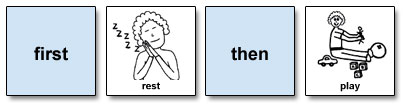 first
z z z z z
rest
then
play